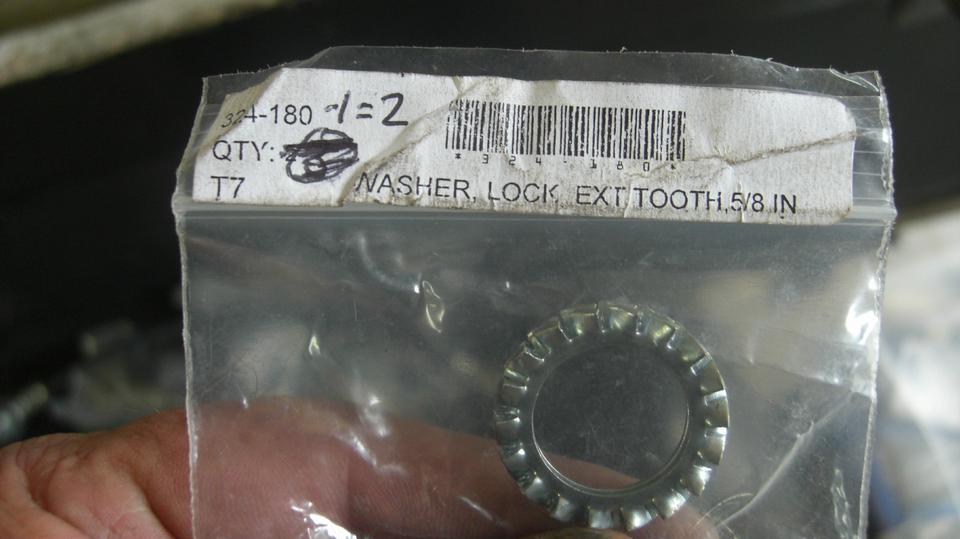 324-180 -1=2
QTY:
*324-180*
T7 WASHER, LOCK, EXT TOOTH,5/8 IN